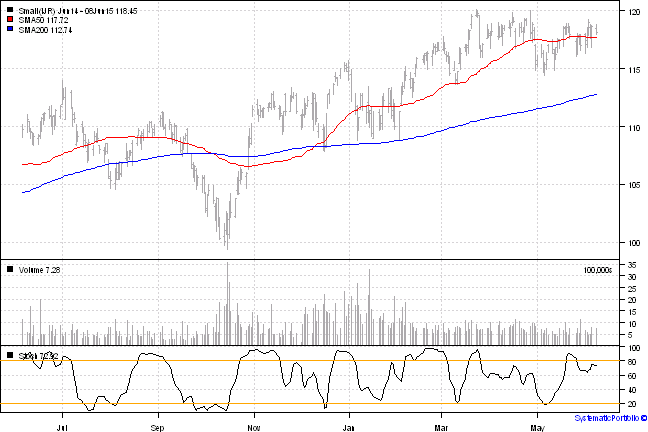 Small(IJR) Jun14 - 08Jun15 118.45
SMA50 117.72
SMA200 112.74
120
115
110
105
100
Volume 7.28
100,000s
35
30
25
20
15
10
5
100
80
60
40
20
Jul
Sep
Nov
Jan
Mar
May
SystematicPortfolio ©